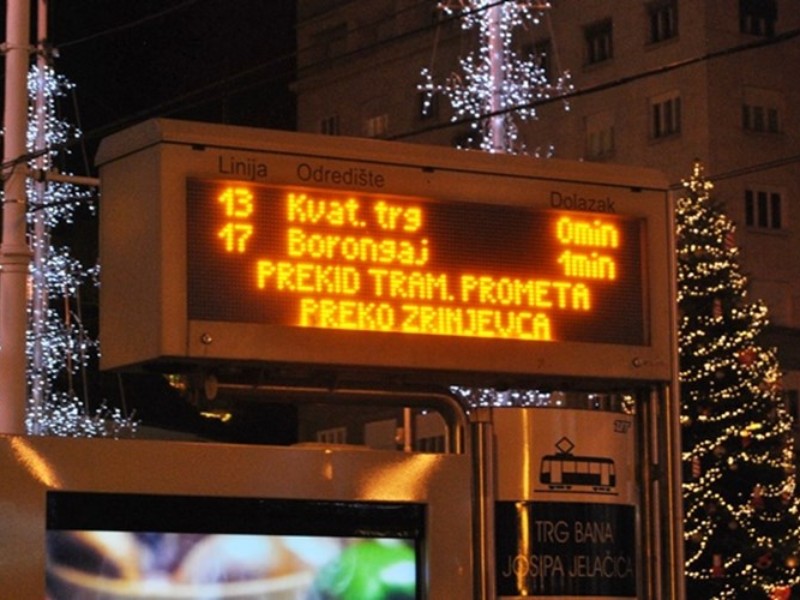 Linija Odredište Dolazak
13 Kvat. trg 0min
17 Borongaj 1min
PREKID TRAM. PROMETA
PREKO ZRINJEVCA
TRG BANA
JOSIPA JELAČIĆA